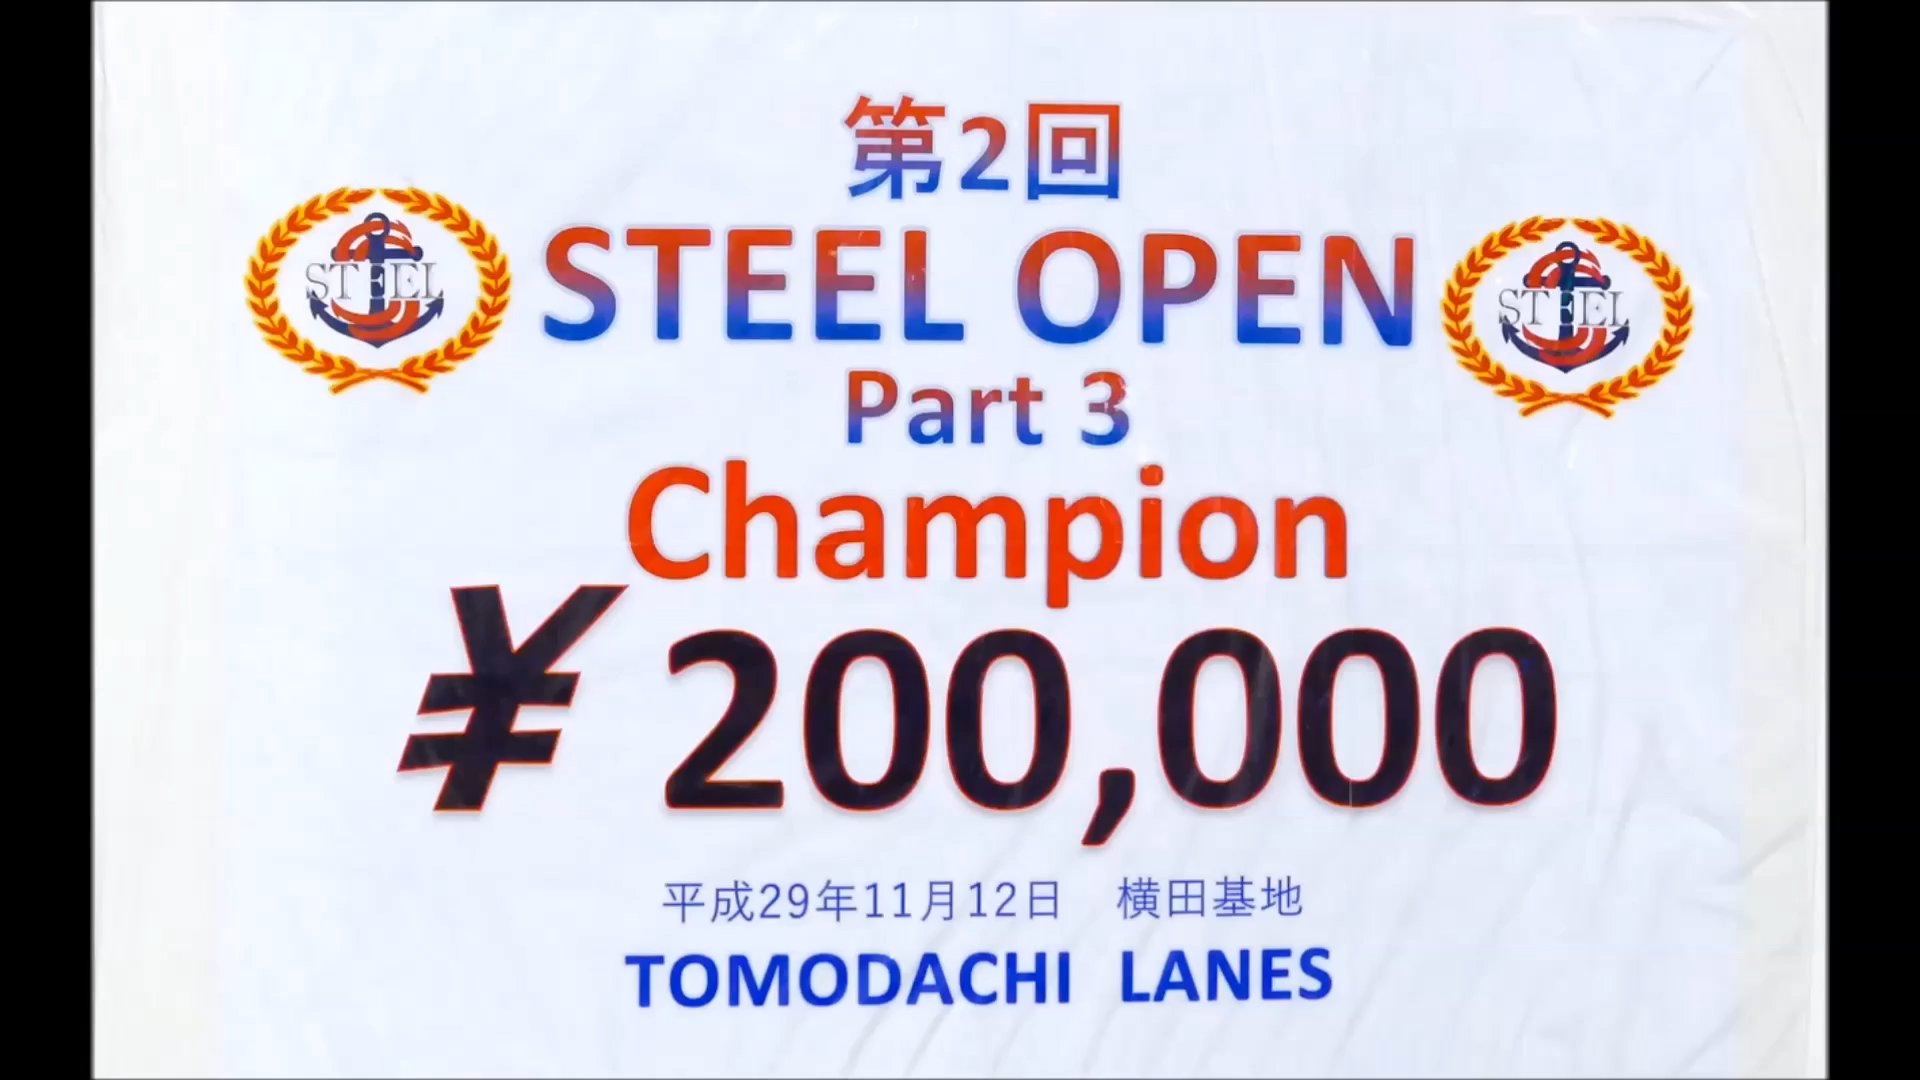 第2回
STEEL
STEEL OPEN
STEEL
Part 3
Champion
¥200,000
平成29年11月12日　横田基地
TOMODACHI LANES